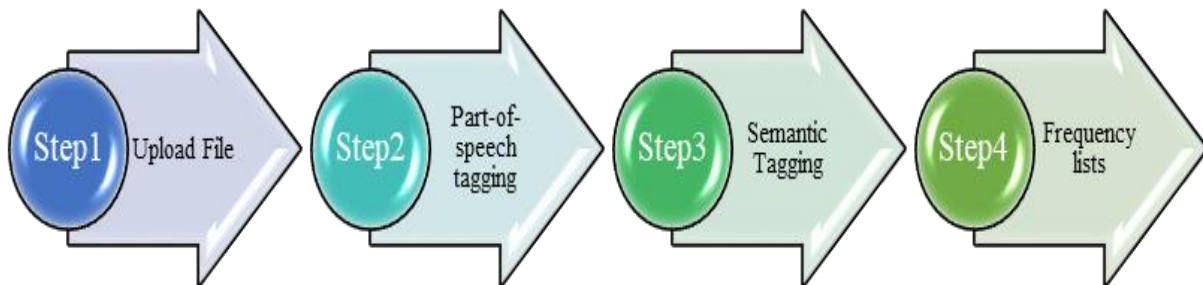 Step1
Upload File
Step2
Part-of-
speech
tagging
Step3
Semantic
Tagging
Step4
Frequency
lists